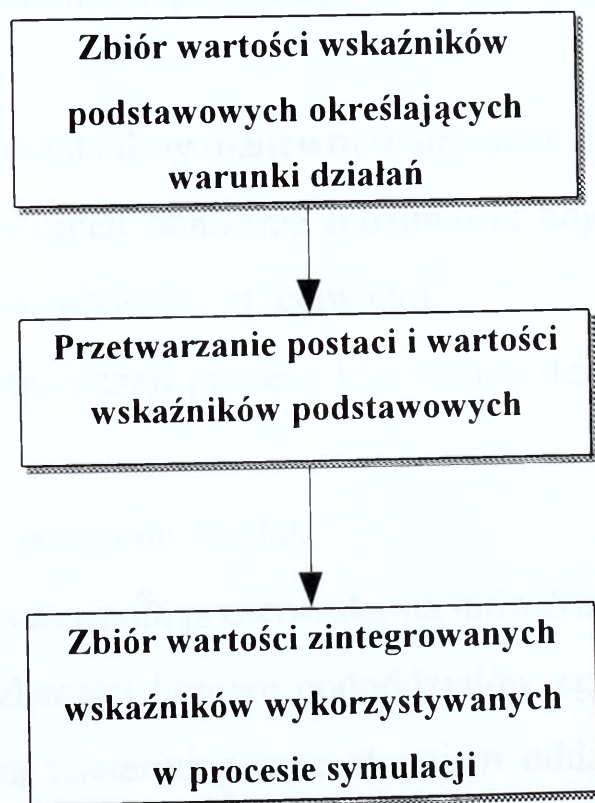 Zbiór wartości wskaźników
podstawowych określających
warunki działań
Przetwarzanie postaci i wartości
wskaźników podstawowych
Zbiór wartości zintegrowanych
wskaźników wykorzystywanych
w procesie symulacji